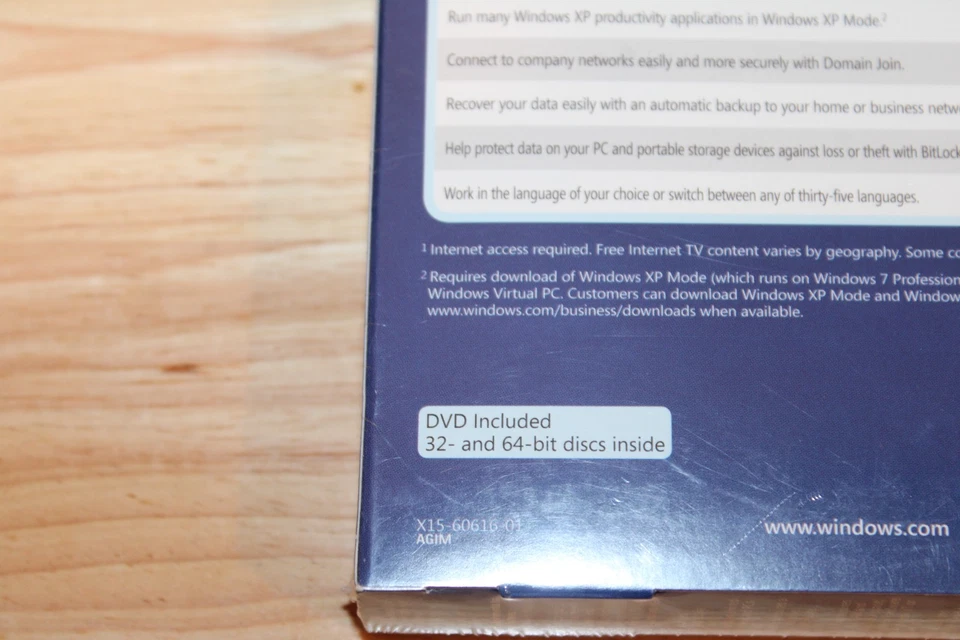 Run many Windows XP productivity applications in Windows XP Mode.²
Connect to company networks easily and more securely with Domain Join.
Recover your data easily with an automatic backup to your home or business netw
Help protect data on your PC and portable storage devices against loss or theft with BitLock
Work in the language of your choice or switch between any of thirty-five languages.
¹ Internet access required. Free Internet TV content varies by geography. Some co
² Requires download of Windows XP Mode (which runs on Windows 7 Profession
Windows Virtual PC. Customers can download Windows XP Mode and Window
www.windows.com/business/downloads when available.
DVD Included
32- and 64-bit discs inside
X15-60616-01
AGIM
www.windows.com